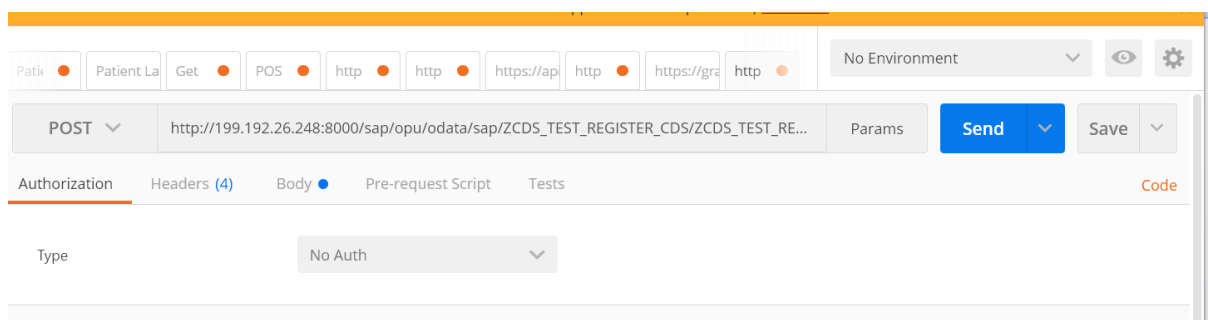 Patie Patient La Get POS http http https://api http https://gra http No Environment
POST http://199.192.26.248:8000/sap/opu/odata/sap/ZCDS_TEST_REGISTER_CDS/ZCDS_TEST_RE... Params Send Save
Authorization Headers (4) Body Pre-request Script Tests Code
Type No Auth